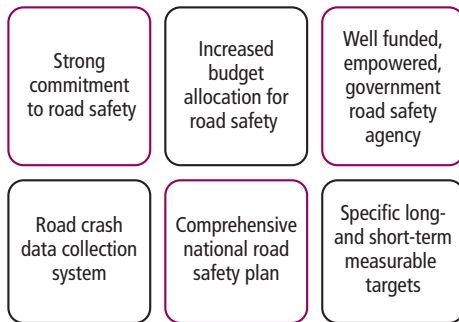 Strong
commitment
to road safety
Increased
budget
allocation for
road safety
Well funded,
empowered,
government
road safety
agency
Road crash
data collection
system
Comprehensive
national road
safety plan
Specific long-
and short-term
measurable
targets